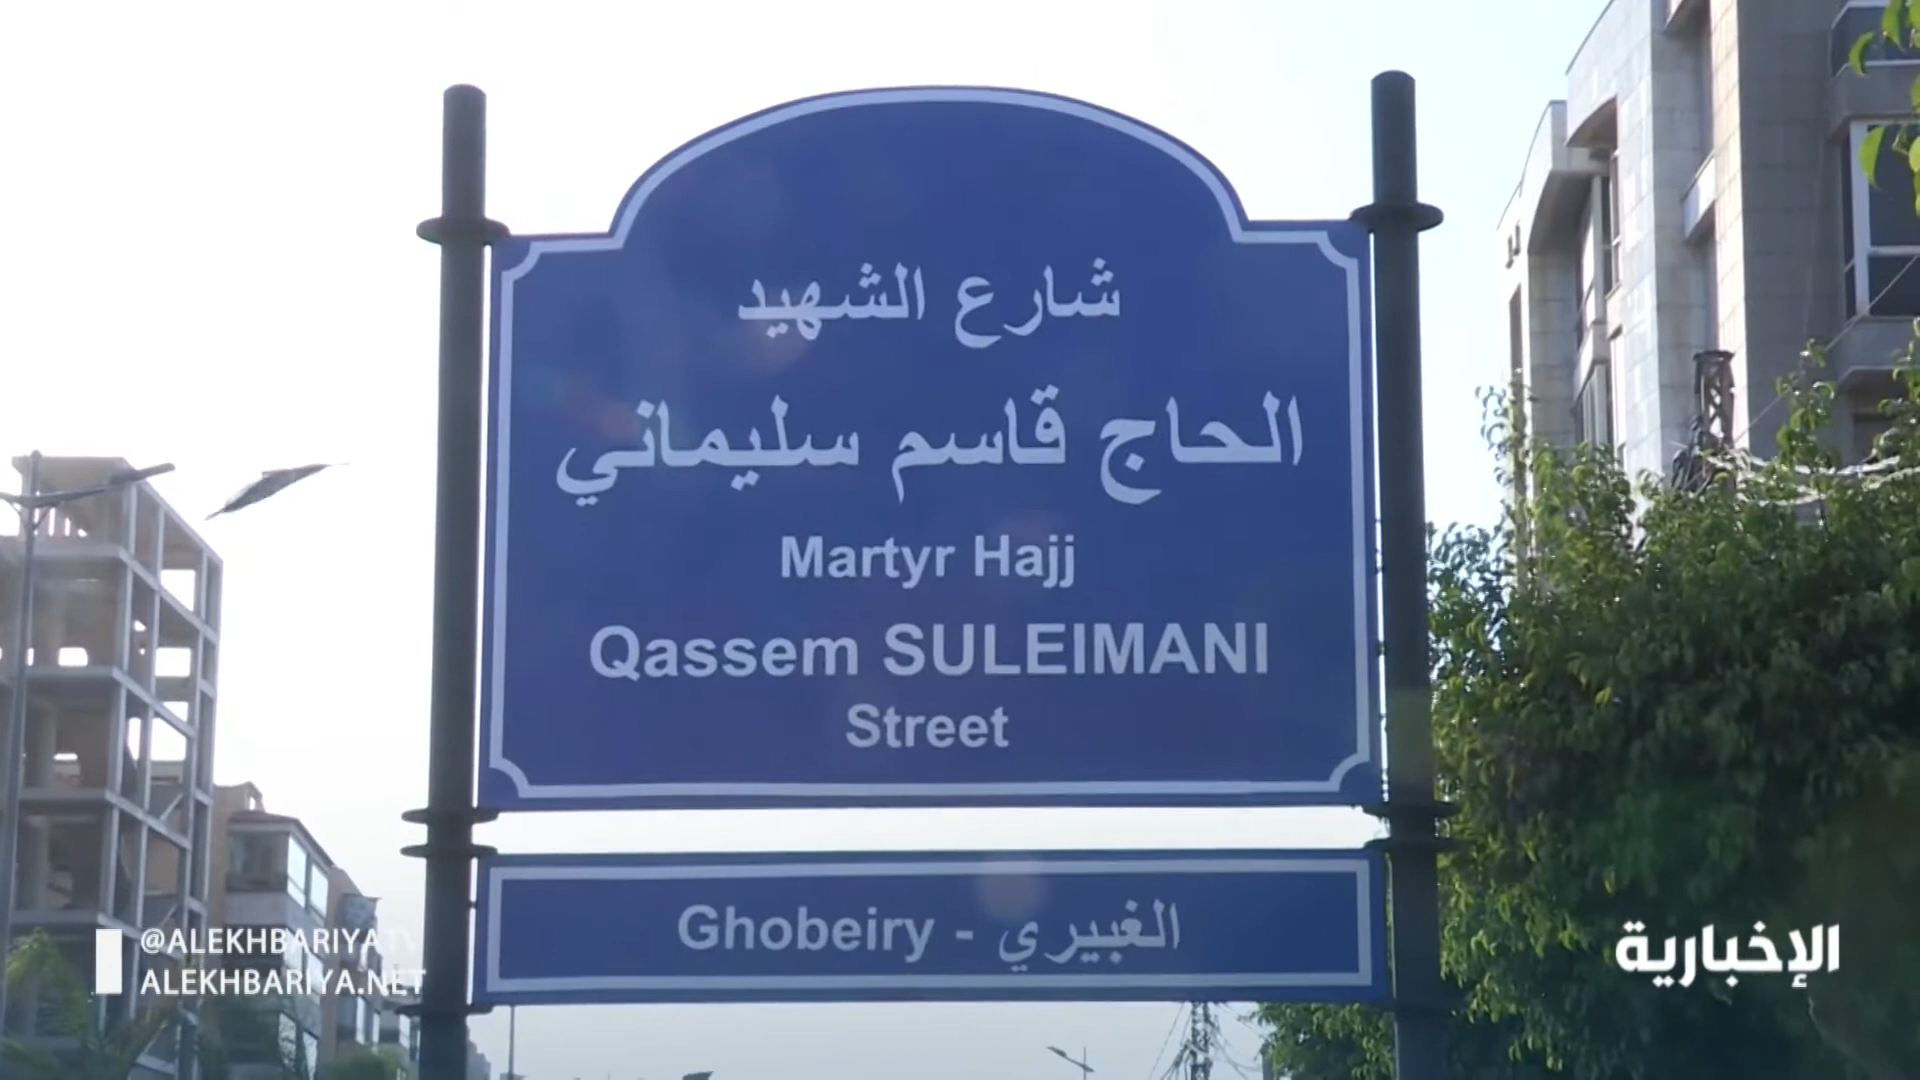 شارع الشهيد
الحاج قاسم سليماني
Martyr Hajj
Qassem SULEIMANI
Street
Ghobeiry - الغبيري
@ALEKHBARIYATV
ALEKHBARIYA.NET
الإخبارية